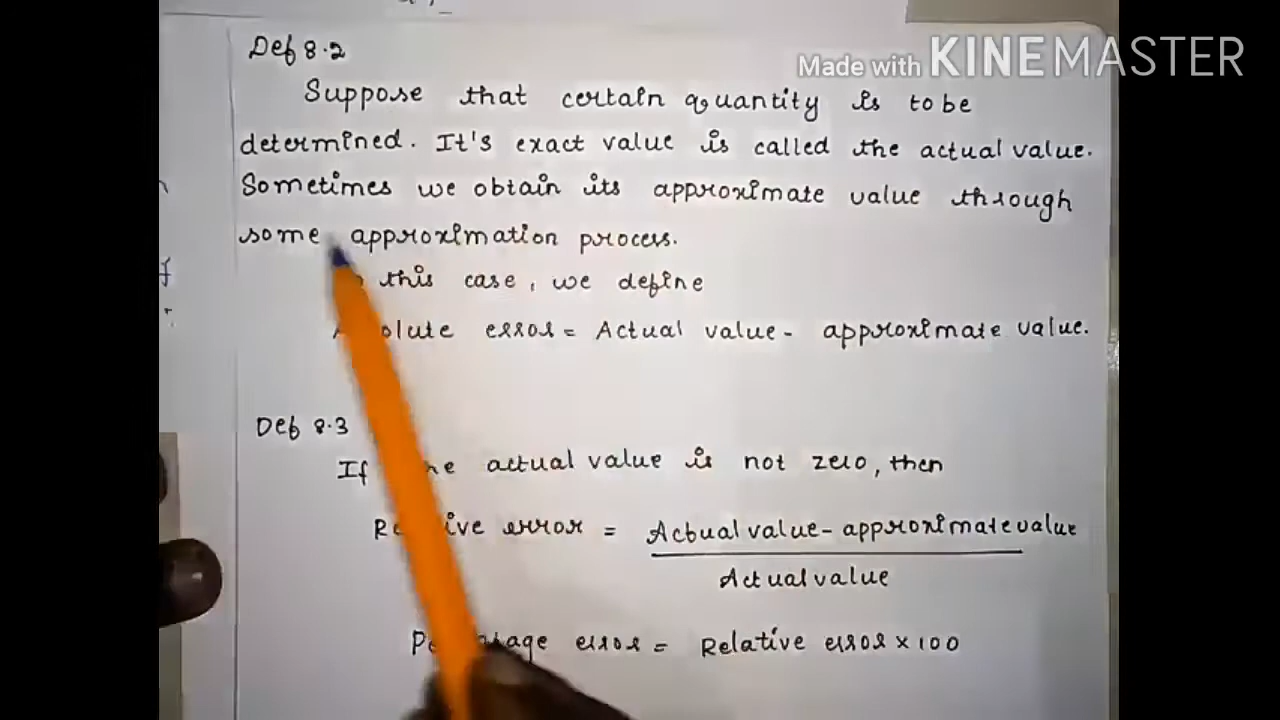 Def 8.2
Made with KINEMASTER
Suppose that certain quantity is to be
determined. It's exact value is called the actual value.
Sometimes we obtain its approximate value through
some approximation process.
this case, we define
error = Actual value - approximate value.
Def 8.3
If actual value is not zero, then
error = Actual value - approximate value
Actual value
error = Relative error × 100